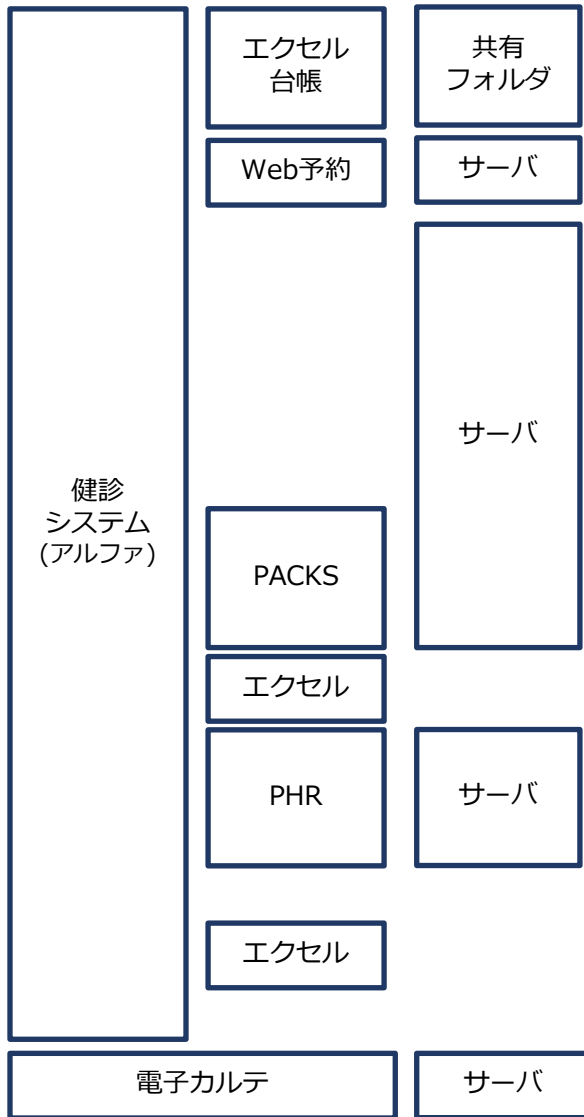 エクセル
台帳
共有
フォルダ
Web予約
サーバ
サーバ
健診
システム
(アルファ)
PACKS
エクセル
PHR
サーバ
エクセル
電子カルテ
サーバ